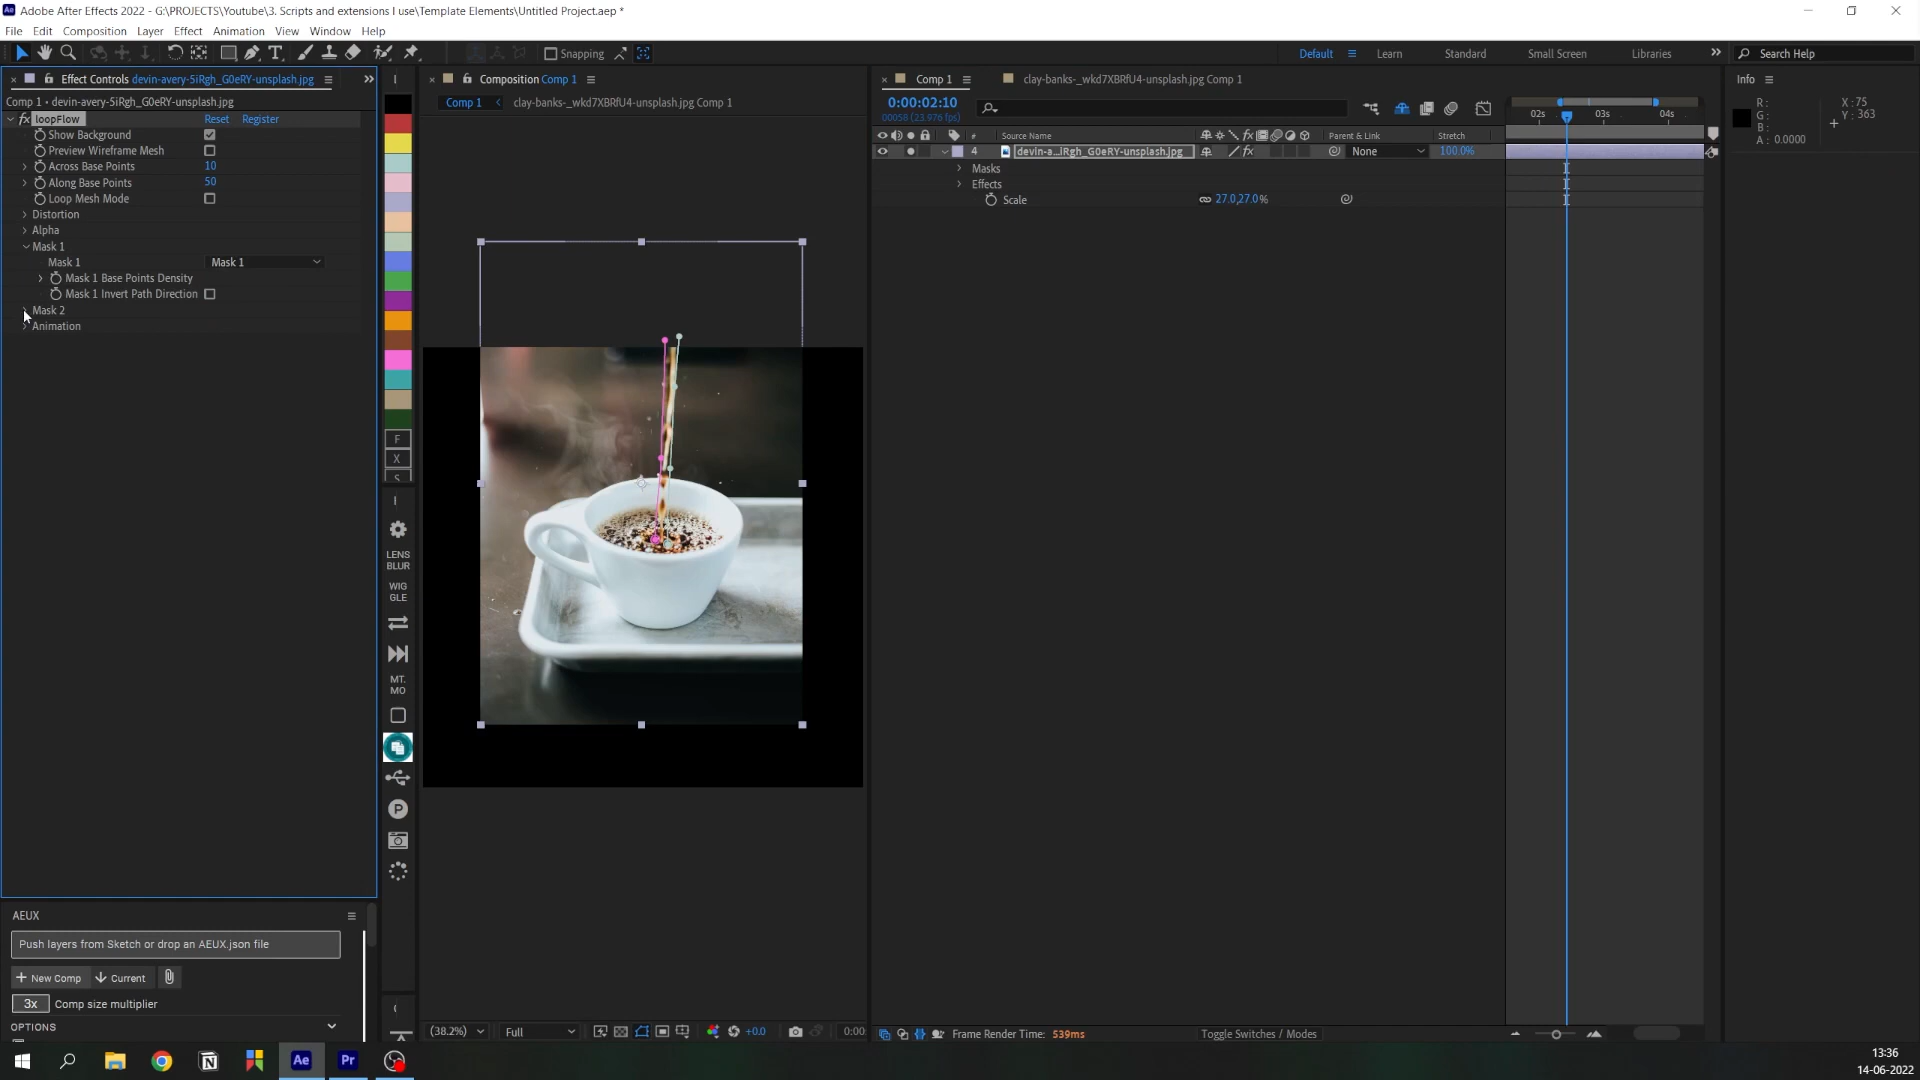 Adobe After Effects 2022 - G:\PROJECTS\Youtube\3. Scripts and extensions I use\Template Elements\Untitled Project.aep *
File Edit Composition Layer Effect Animation View Window Help
Snapping
Default Learn Standard Small Screen Libraries Search Help
Effect Controls devin-avery-5iRgh_G0eRY-unsplash.jpg
Comp 1 • devin-avery-5iRgh_G0eRY-unsplash.jpg
fx loopFlow Reset Register
Show Background
Preview Wireframe Mesh
Across Base Points 10
Along Base Points 50
Loop Mesh Mode
Distortion
Alpha
Mask 1
Mask 1 Mask 1
Mask 1 Base Points Density
Mask 1 Invert Path Direction
Mask 2
Animation
F
X
S
LENS
BLUR
WIG
GLE
MT.
MO
P
Composition Comp 1
Comp 1 clay-banks-_wkd7XBRfU4-unsplash.jpg Comp 1
(38.2%) Full +0.0 0:00
Comp 1 clay-banks-_wkd7XBRfU4-unsplash.jpg Comp 1
0:00:02:10
00058 (23.976 fps)
02s 03s 04s
# Source Name Parent & Link Stretch
4 devin-a...iRgh_G0eRY-unsplash.jpg fx None 100.0%
Masks
Effects
Scale 27.0,27.0%
Frame Render Time: 539ms Toggle Switches / Modes
Info
R:
G:
B:
A: 0.0000
X: 75
Y: 363
AEUX
Push layers from Sketch or drop an AEUX.json file
+ New Comp Current
3x Comp size multiplier
OPTIONS
Ae Pr
13:36
14-06-2022